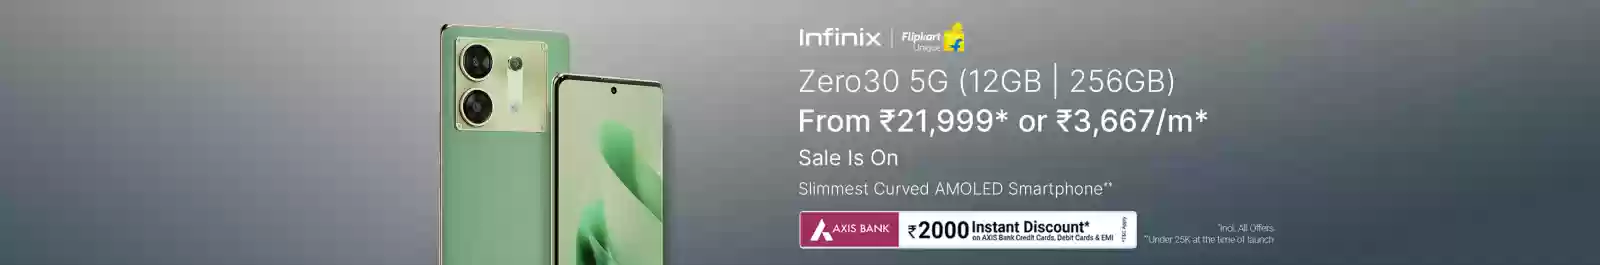 Infinix | Flipkart
Unique
Zero30 5G (12GB | 256GB)
From ₹21,999* or ₹3,667/m*
Sale Is On
Slimmest Curved AMOLED Smartphone**
AXIS BANK
₹2000 Instant Discount*
on AXIS Bank Credit Cards, Debit Cards & EMI
*T&C Apply
*Incl. All Offers
**Under 25K at the time of launch